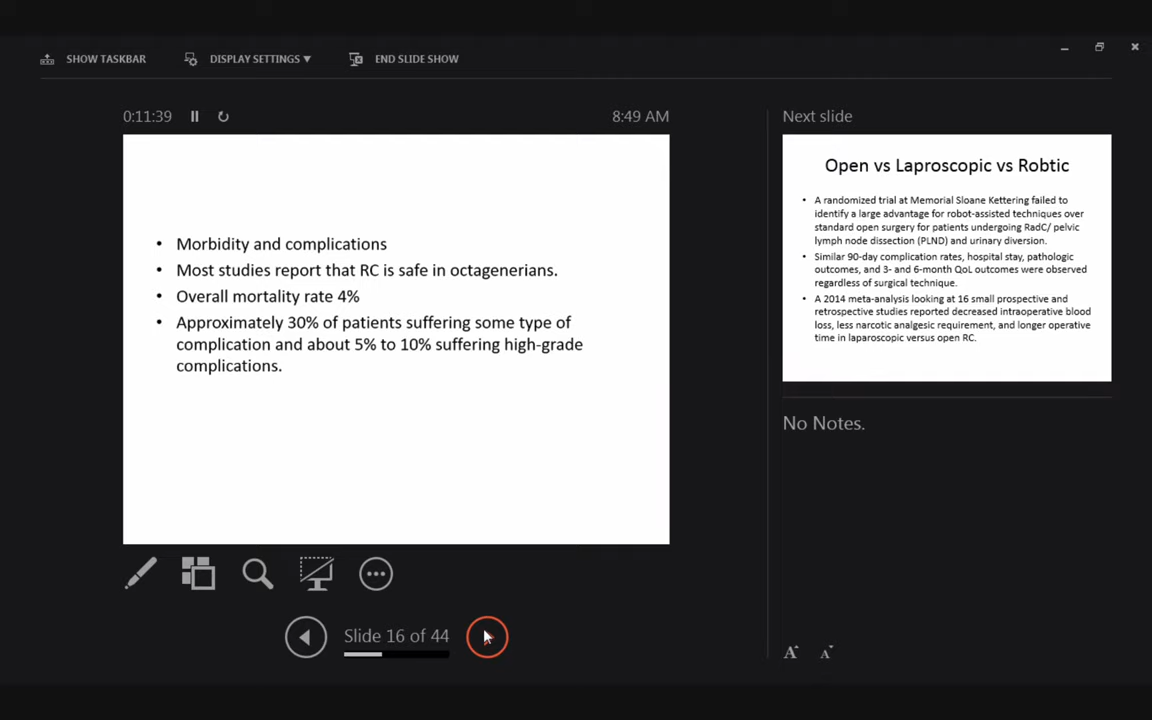 SHOW TASKBAR
DISPLAY SETTINGS ▼
END SLIDE SHOW
0:11:39
8:49 AM
• Morbidity and complications
• Most studies report that RC is safe in octagenerians.
• Overall mortality rate 4%
• Approximately 30% of patients suffering some type of
complication and about 5% to 10% suffering high-grade
complications.
Slide 16 of 44
Next slide
Open vs Laproscopic vs Robtic
• A randomized trial at Memorial Sloane Kettering failed to
identify a large advantage for robot-assisted techniques over
standard open surgery for patients undergoing RadC/ pelvic
lymph node dissection (PLND) and urinary diversion.
• Similar 90-day complication rates, hospital stay, pathologic
outcomes, and 3- and 6-month QoL outcomes were observed
regardless of surgical technique.
• A 2014 meta-analysis looking at 16 small prospective and
retrospective studies reported decreased intraoperative blood
loss, less narcotic analgesic requirement, and longer operative
time in laparoscopic versus open RC.
No Notes.
A A